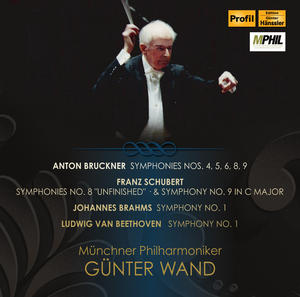 Profil
Edition
Günter
Hänssler
MPHIL
ANTON BRUCKNER SYMPHONIES NOS. 4, 5, 6, 8, 9
FRANZ SCHUBERT
SYMPHONIES NO. 8 "UNFINISHED" · & SYMPHONY NO. 9 IN C MAJOR
JOHANNES BRAHMS SYMPHONY NO. 1
LUDWIG VAN BEETHOVEN SYMPHONY NO. 1
Münchner Philharmoniker
GÜNTER WAND